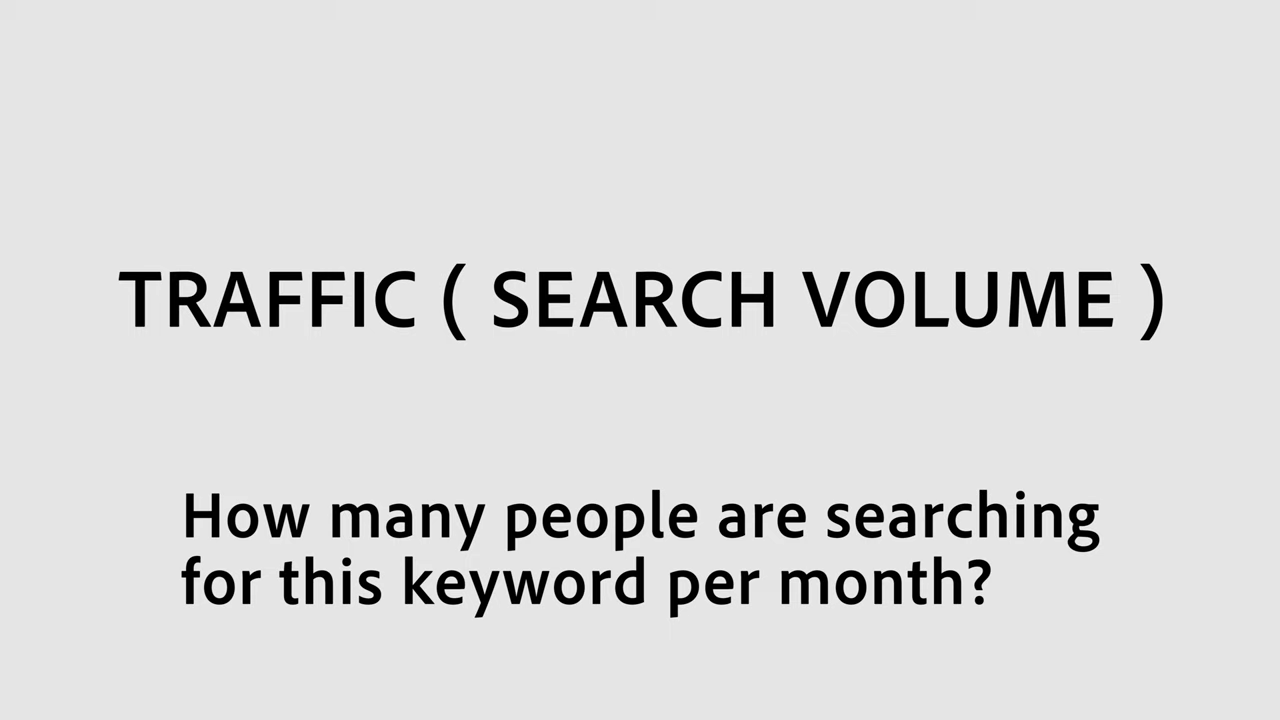 TRAFFIC ( SEARCH VOLUME )
How many people are searching
for this keyword per month?